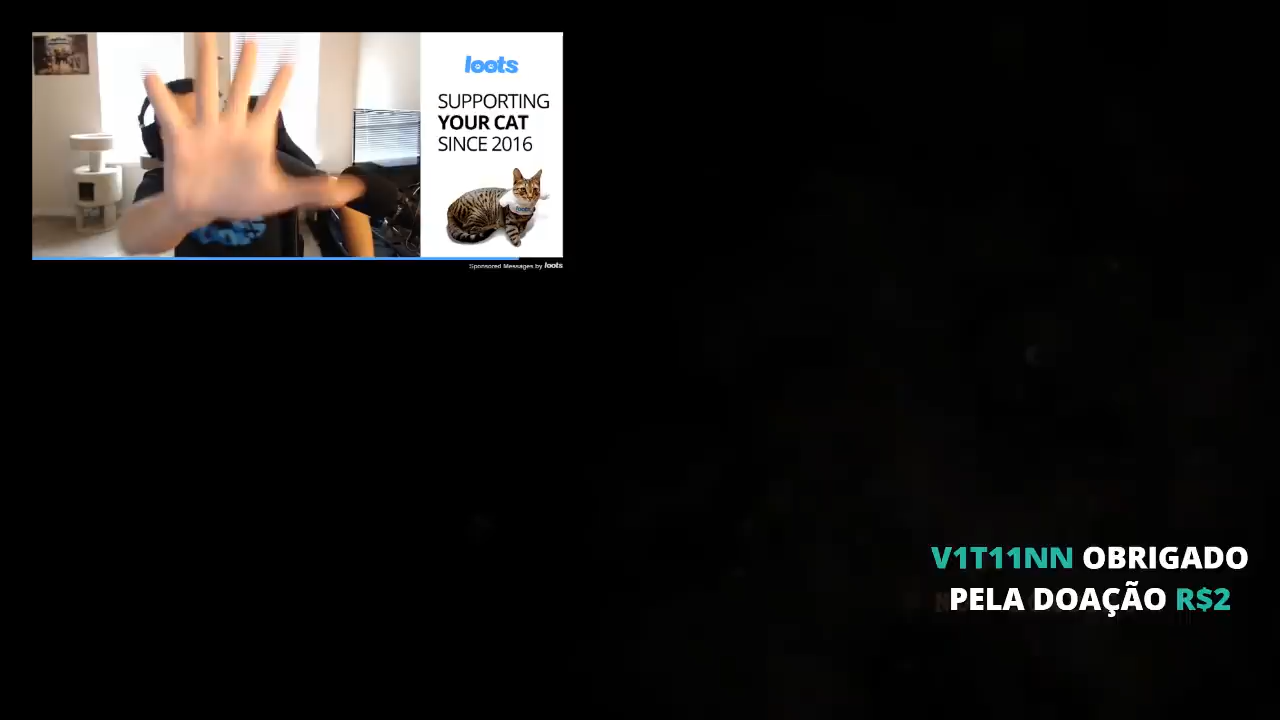 loots
SUPPORTING
YOUR CAT
SINCE 2016
Sponsored Messages by loots
V1T11NN OBRIGADO
PELA DOAÇÃO R$2